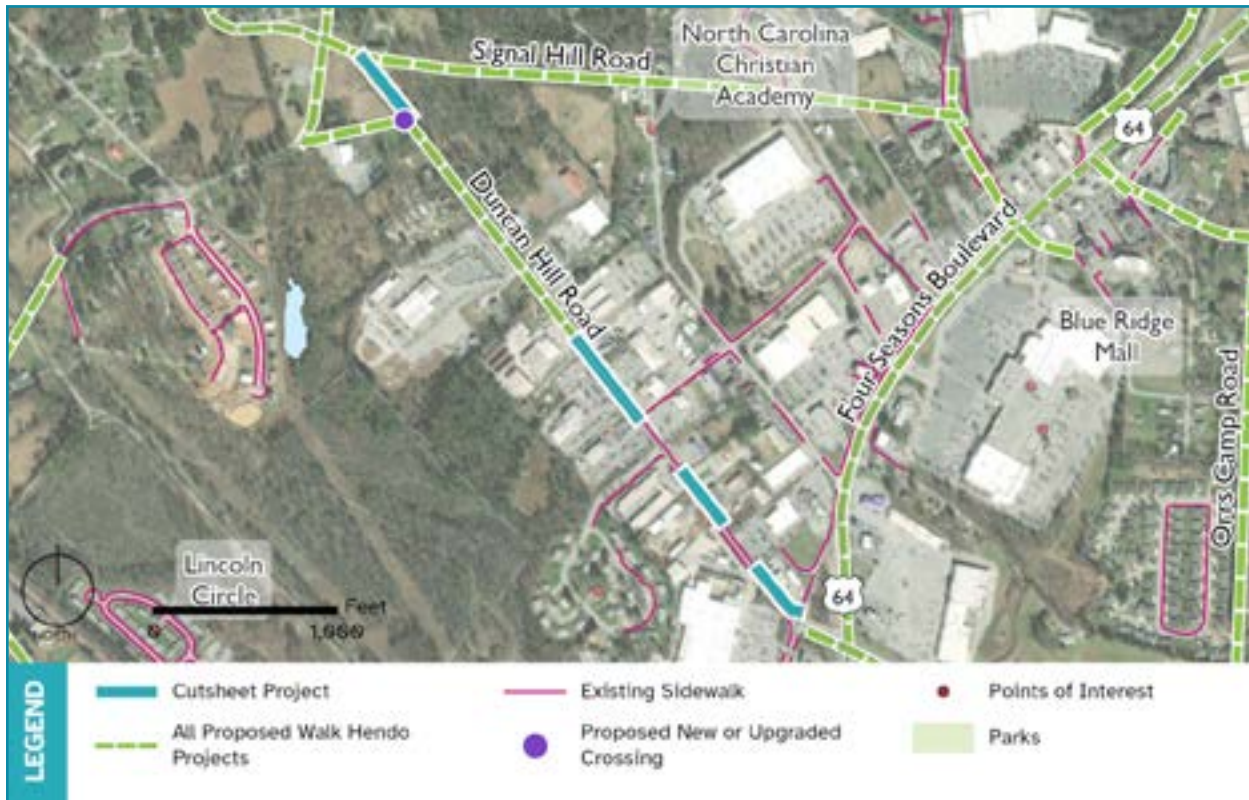 North Carolina
Christian
Academy
Signal Hill Road
64
Duncan Hill Road
Four Seasons Boulevard
Blue Ridge
Mall
Orrs Camp Road
Lincoln
Circle
Feet
0
1,000
NORTH
64
LEGEND
Cutsheet Project
All Proposed Walk Hendo
Projects
Existing Sidewalk
Proposed New or Upgraded
Crossing
Points of Interest
Parks